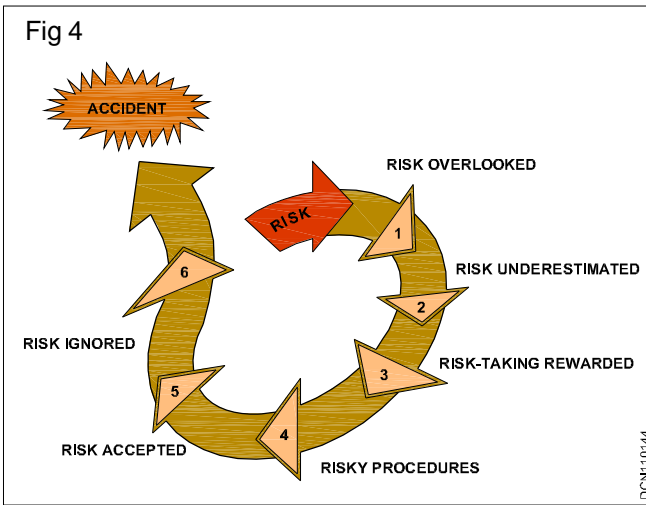 Fig 4
ACCIDENT
RISK
RISK OVERLOOKED
1
RISK UNDERESTIMATED
2
RISK-TAKING REWARDED
3
RISKY PROCEDURES
4
RISK ACCEPTED
5
RISK IGNORED
6